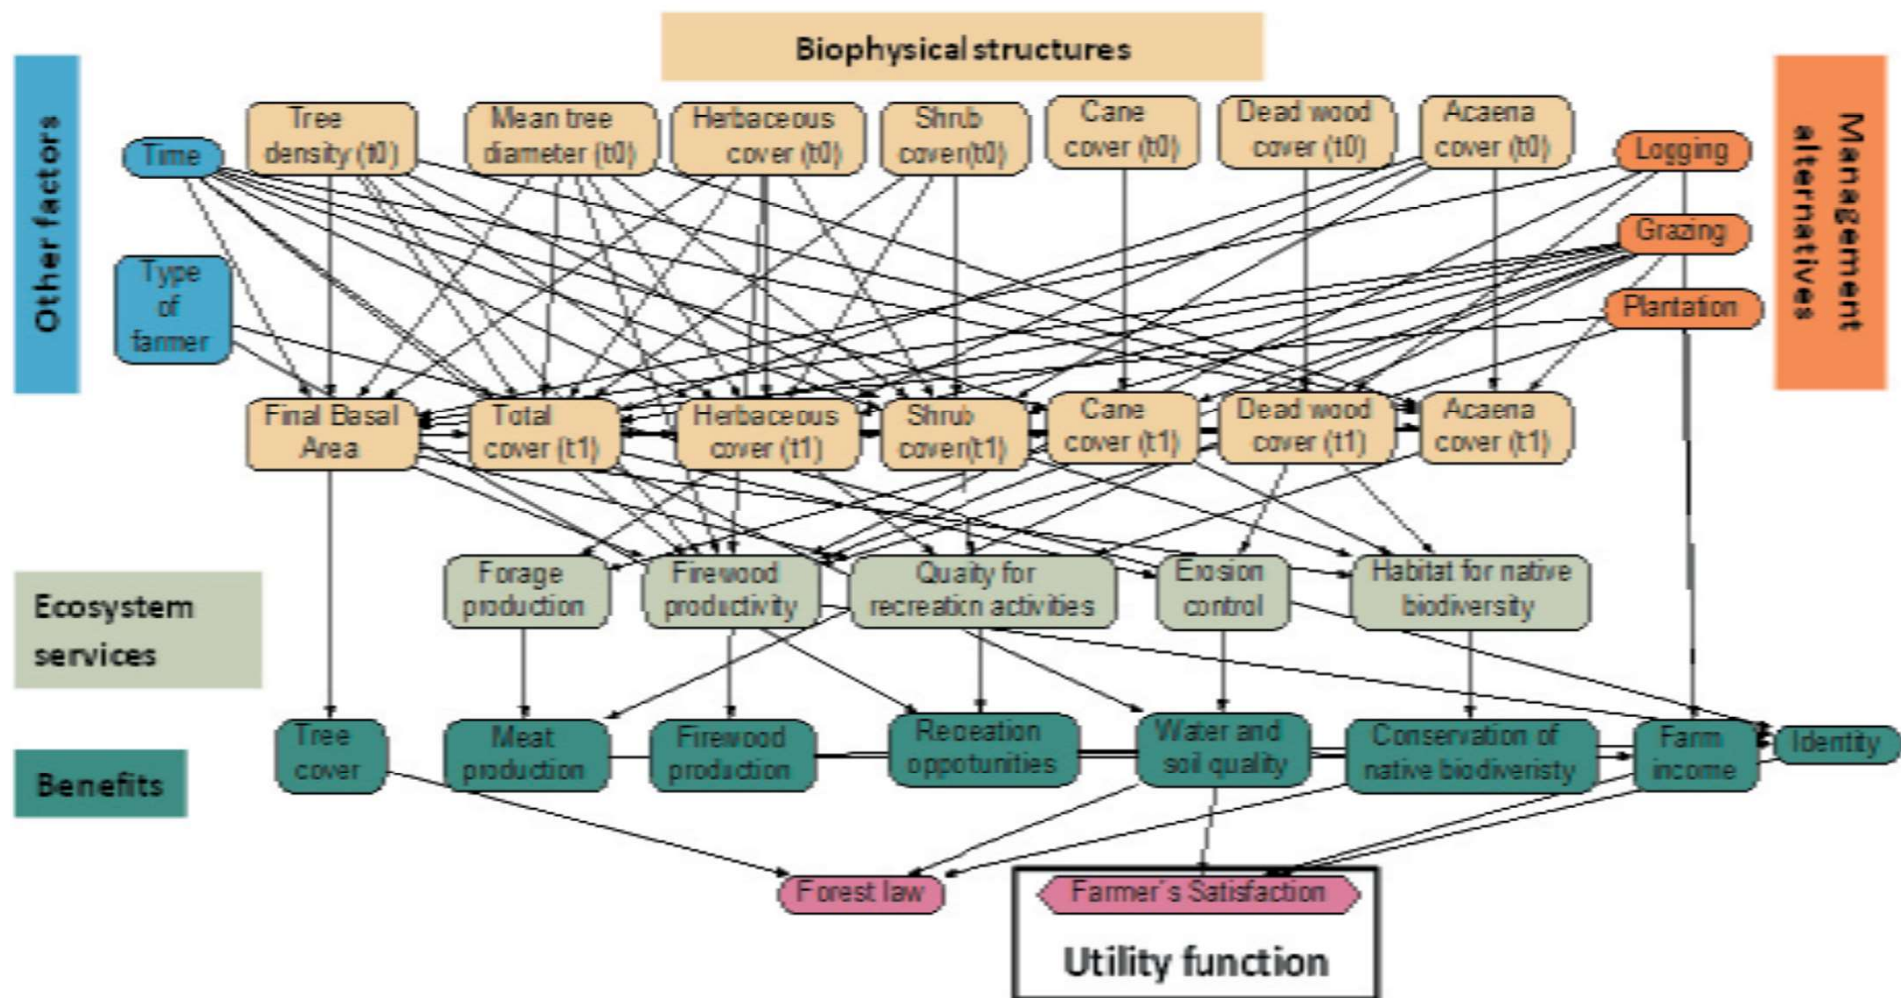 Biophysical structures
Other factors
Management
alternatives
Time
Tree
density (t0)
Mean tree
diameter (t0)
Herbaceous
cover (t0)
Shrub
cover(t0)
Cane
cover (t0)
Dead wood
cover (t0)
Acaena
cover (t0)
Logging
Grazing
Plantation
Type
of
farmer
Final Basal
Area
Total
cover (t1)
Herbaceous
cover (t1)
Shrub
cover(t1)
Cane
cover (t1)
Dead wood
cover (t1)
Acaena
cover (t1)
Ecosystem
services
Forage
production
Firewood
productivity
Quaity for
recreation activities
Erosion
control
Habitat for native
biodiversity
Benefits
Tree
cover
Meat
production
Firewood
production
Recreation
oppotunities
Water and
soil quality
Conservation of
native biodiveristy
Farm
income
Identity
Forest law
Farmer´s Satisfaction
Utility function